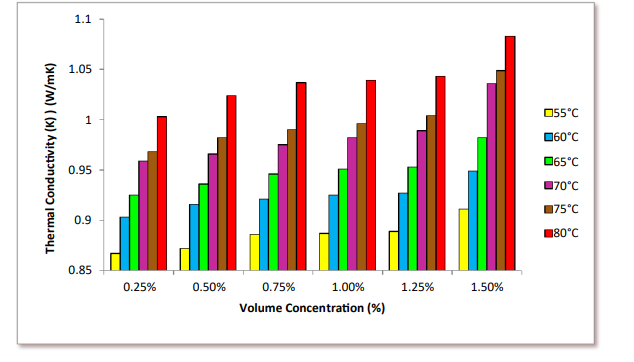 1.1
1.05
1
0.95
0.9
0.85
Thermal Conductivity (K) (W/mK)
0.25% 0.50% 0.75% 1.00% 1.25% 1.50%
Volume Concentration (%)
55°C
60°C
65°C
70°C
75°C
80°C